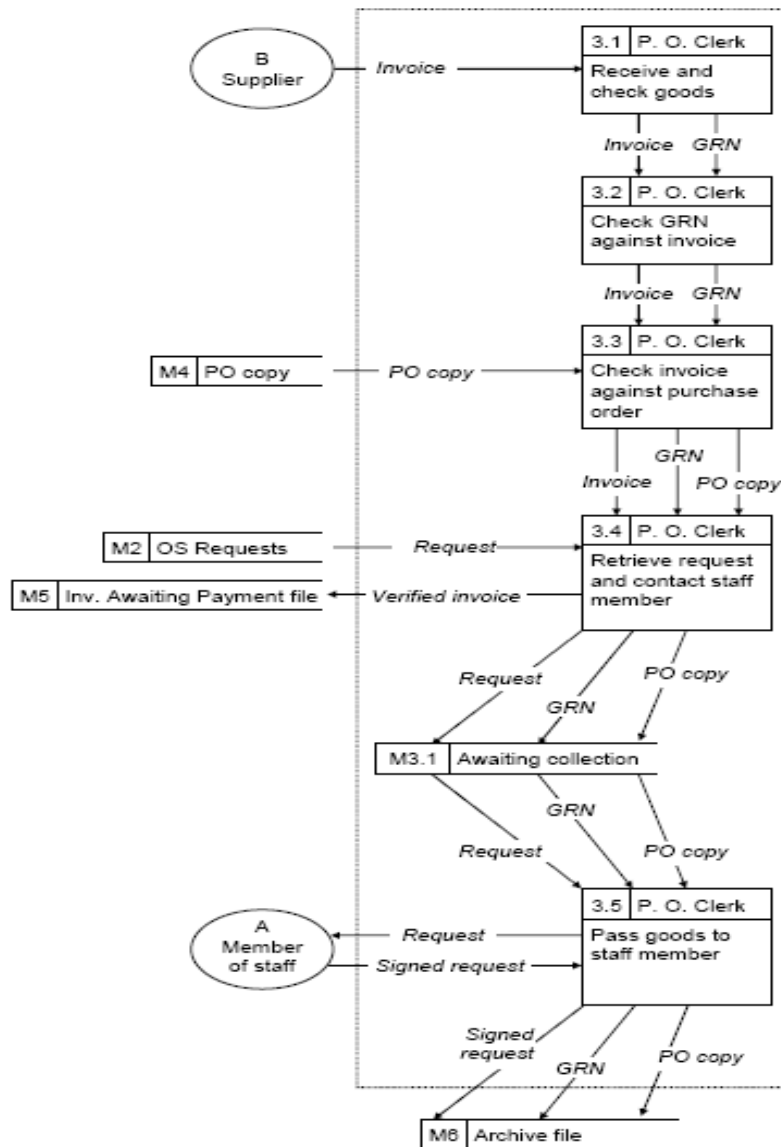 3.1 P. O. Clerk
B
Supplier
Invoice
Receive and
check goods
Invoice GRN
3.2 P. O. Clerk
Check GRN
against invoice
Invoice GRN
3.3 P. O. Clerk
M4 PO copy
PO copy
Check invoice
against purchase
order
GRN
Invoice PO copy
3.4 P. O. Clerk
M2 OS Requests
Request
Retrieve request
and contact staff
member
M5 Inv. Awaiting Payment file
Verified invoice
Request
GRN
PO copy
M3.1 Awaiting collection
GRN
Request
PO copy
3.5 P. O. Clerk
A
Member
of staff
Request
Signed request
Pass goods to
staff member
Signed
request
GRN
PO copy
M6 Archive file